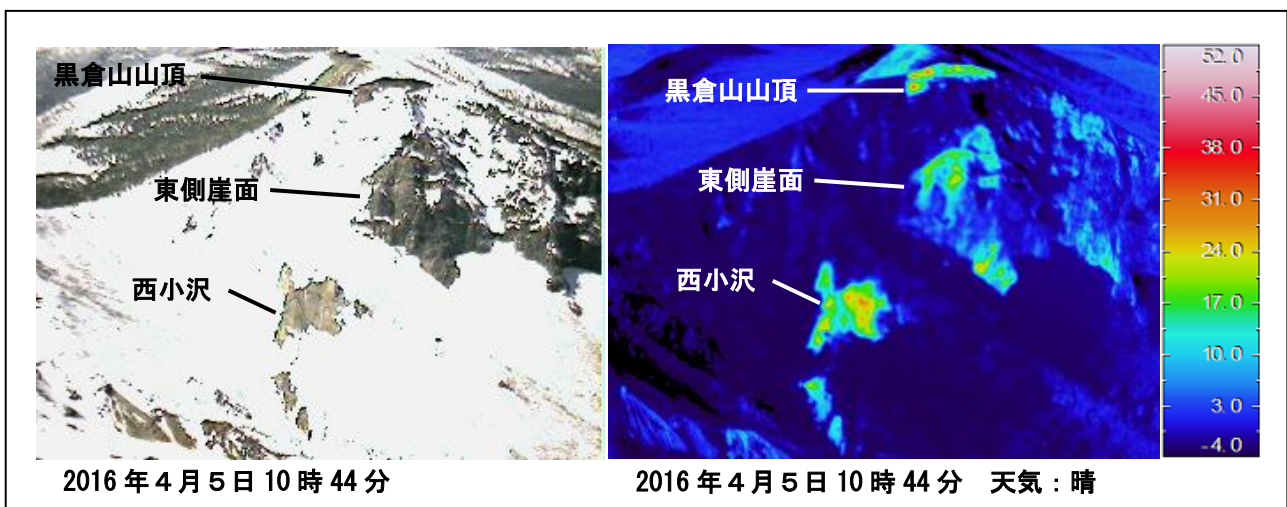 黒倉山山頂
東側崖面
西小沢
2016年４月５日10時44分
黒倉山山頂
東側崖面
西小沢
2016年４月５日10時44分　天気：晴
52.0
45.0
38.0
31.0
24.0
17.0
10.0
3.0
-4.0